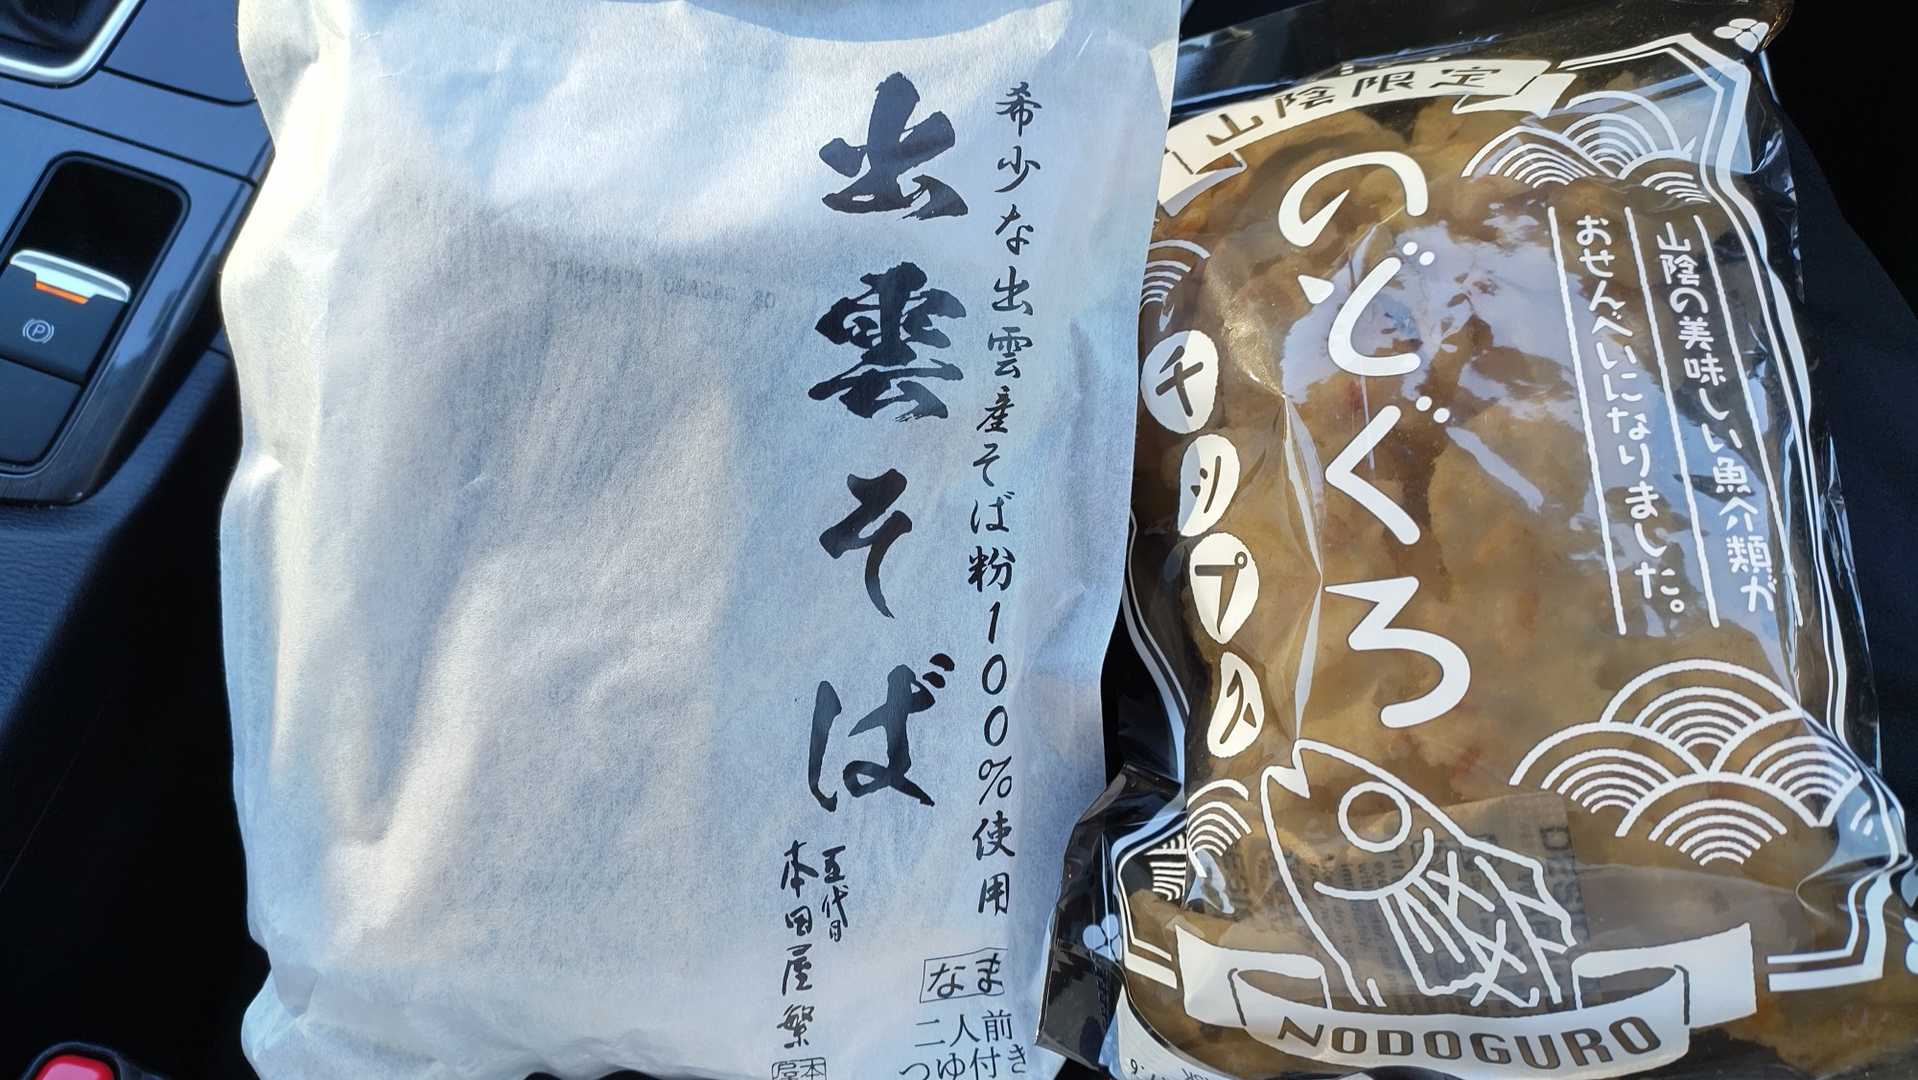 希少な出雲産そば粉100%使用
出雲そば
五代目
本田屋繁
なま
二人前
つゆ付き
山陰限定
山陰の美味しい魚介類が
おせんべいになりました。
のどぐろ
チップス
NODOGURO